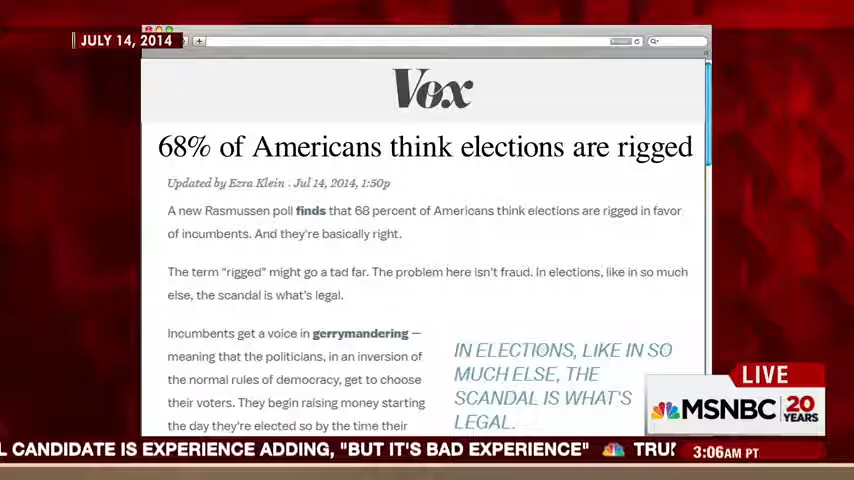 JULY 14, 2014
Vox
68% of Americans think elections are rigged
Updated by Ezra Klein . Jul 14, 2014, 1:50p
A new Rasmussen poll finds that 68 percent of Americans think elections are rigged in favor
of incumbents. And they're basically right.
The term "rigged" might go a tad far. The problem here isn't fraud. In elections, like in so much
else, the scandal is what's legal.
Incumbents get a voice in gerrymandering —
meaning that the politicians, in an inversion of
the normal rules of democracy, get to choose
their voters. They begin raising money starting
the day they're elected so by the time their
IN ELECTIONS, LIKE IN SO
MUCH ELSE, THE
SCANDAL IS WHAT'S
LEGAL.
LIVE
MSNBC
20
YEARS
L CANDIDATE IS EXPERIENCE ADDING, "BUT IT'S BAD EXPERIENCE"
TRU
3:06AM PT